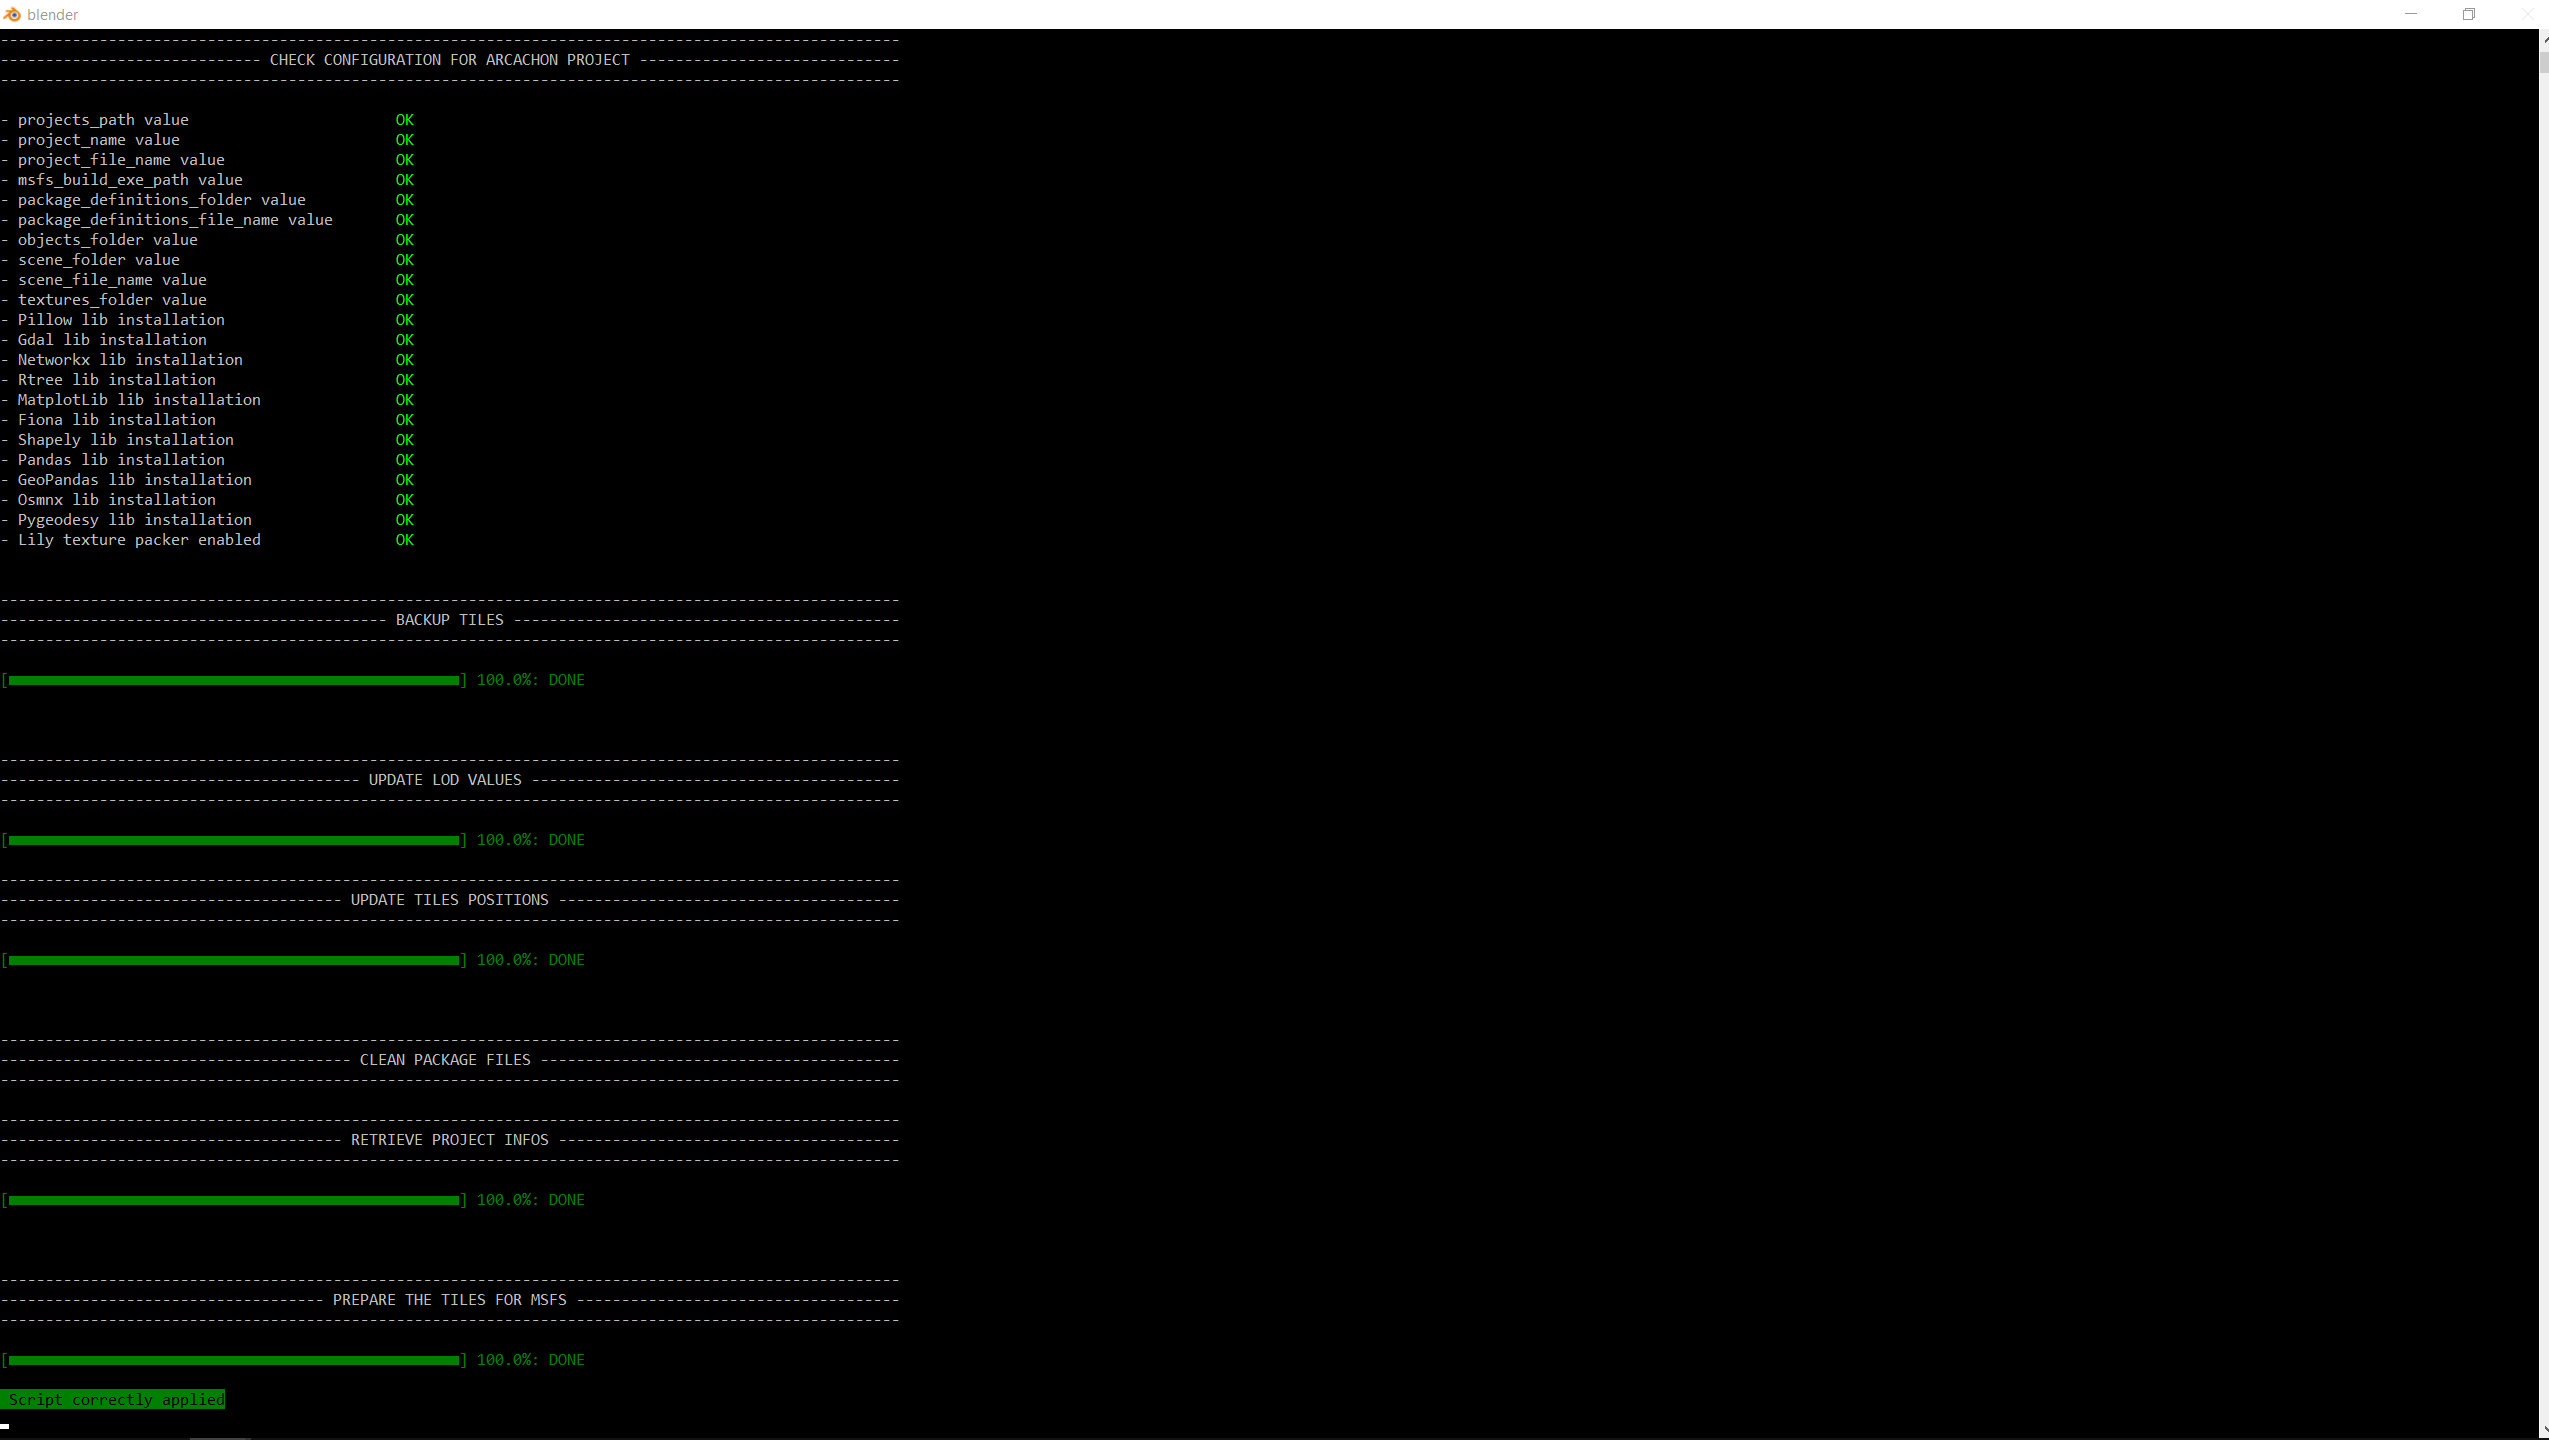 blender
----------------------------------------------------------------------------------------------------
----------------------------- CHECK CONFIGURATION FOR ARCACHON PROJECT -----------------------------
----------------------------------------------------------------------------------------------------
- projects_path value OK
- project_name value OK
- project_file_name value OK
- msfs_build_exe_path value OK
- package_definitions_folder value OK
- package_definitions_file_name value OK
- objects_folder value OK
- scene_folder value OK
- scene_file_name value OK
- textures_folder value OK
- Pillow lib installation OK
- Gdal lib installation OK
- Networkx lib installation OK
- Rtree lib installation OK
- MatplotLib lib installation OK
- Fiona lib installation OK
- Shapely lib installation OK
- Pandas lib installation OK
- GeoPandas lib installation OK
- Osmnx lib installation OK
- Pygeodesy lib installation OK
- Lily texture packer enabled OK
----------------------------------------------------------------------------------------------------
------------------------------------------- BACKUP TILES -------------------------------------------
----------------------------------------------------------------------------------------------------
[] 100.0%: DONE
----------------------------------------------------------------------------------------------------
---------------------------------------- UPDATE LOD VALUES -----------------------------------------
----------------------------------------------------------------------------------------------------
[] 100.0%: DONE
----------------------------------------------------------------------------------------------------
-------------------------------------- UPDATE TILES POSITIONS --------------------------------------
----------------------------------------------------------------------------------------------------
[] 100.0%: DONE
----------------------------------------------------------------------------------------------------
--------------------------------------- CLEAN PACKAGE FILES ----------------------------------------
----------------------------------------------------------------------------------------------------
----------------------------------------------------------------------------------------------------
-------------------------------------- RETRIEVE PROJECT INFOS --------------------------------------
----------------------------------------------------------------------------------------------------
[] 100.0%: DONE
----------------------------------------------------------------------------------------------------
------------------------------------ PREPARE THE TILES FOR MSFS ------------------------------------
----------------------------------------------------------------------------------------------------
[] 100.0%: DONE
Script correctly applied